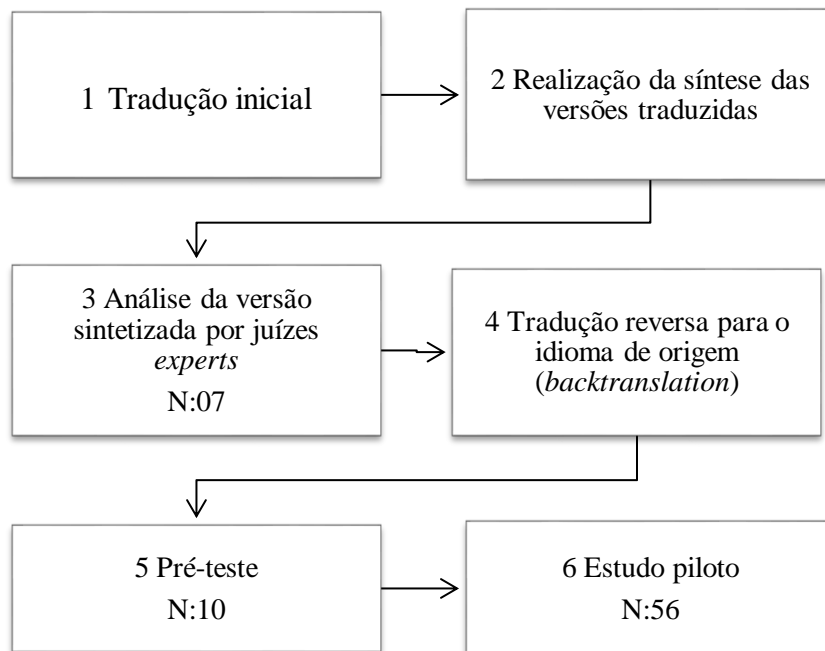 1 Tradução inicial
2 Realização da síntese das
versões traduzidas
3 Análise da versão
sintetizada por juízes
experts
N:07
4 Tradução reversa para o
idioma de origem
(backtranslation)
5 Pré-teste
N:10
6 Estudo piloto
N:56